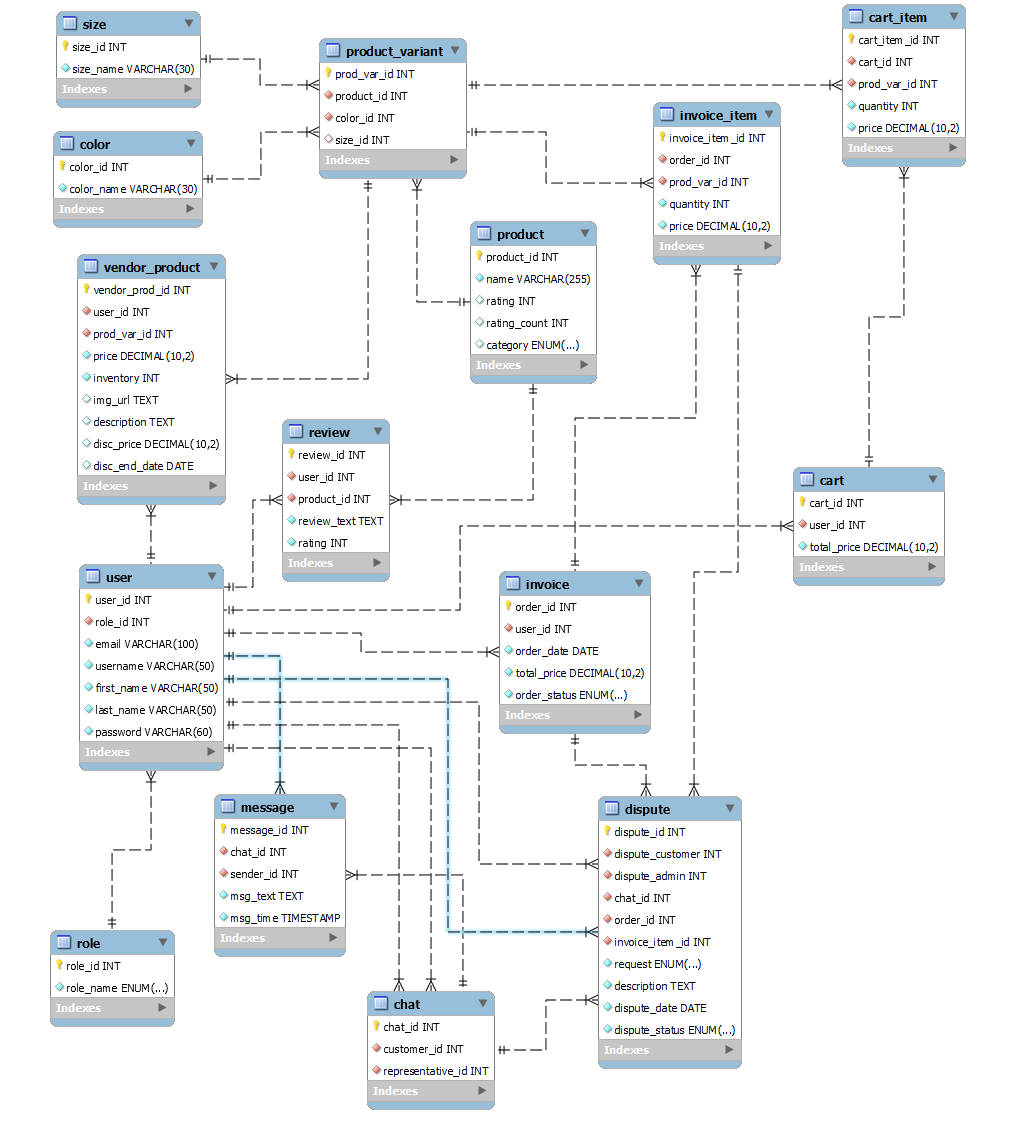 size
size_id INT
size_name VARCHAR(30)
Indexes
color
color_id INT
color_name VARCHAR(30)
Indexes
product_variant
prod_var_id INT
product_id INT
color_id INT
size_id INT
Indexes
cart_item
cart_item_id INT
cart_id INT
prod_var_id INT
quantity INT
price DECIMAL(10,2)
Indexes
invoice_item
invoice_item_id INT
order_id INT
prod_var_id INT
quantity INT
price DECIMAL(10,2)
Indexes
product
product_id INT
name VARCHAR(255)
rating INT
rating_count INT
category ENUM(...)
Indexes
vendor_product
vendor_prod_id INT
user_id INT
prod_var_id INT
price DECIMAL(10,2)
inventory INT
img_url TEXT
description TEXT
disc_price DECIMAL(10,2)
disc_end_date DATE
Indexes
review
review_id INT
user_id INT
product_id INT
review_text TEXT
rating INT
Indexes
cart
cart_id INT
user_id INT
total_price DECIMAL(10,2)
Indexes
user
user_id INT
role_id INT
email VARCHAR(100)
username VARCHAR(50)
first_name VARCHAR(50)
last_name VARCHAR(50)
password VARCHAR(60)
Indexes
invoice
order_id INT
user_id INT
order_date DATE
total_price DECIMAL(10,2)
order_status ENUM(...)
Indexes
message
message_id INT
chat_id INT
sender_id INT
msg_text TEXT
msg_time TIMESTAMP
Indexes
dispute
dispute_id INT
dispute_customer INT
dispute_admin INT
chat_id INT
order_id INT
invoice_item_id INT
request ENUM(...)
description TEXT
dispute_date DATE
dispute_status ENUM(...)
Indexes
role
role_id INT
role_name ENUM(...)
Indexes
chat
chat_id INT
customer_id INT
representative_id INT
Indexes